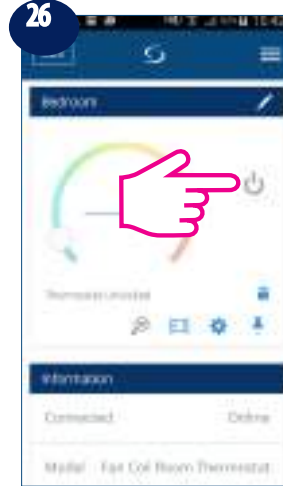 26
Bedroom
Thermostat unlocked
Information
Connected Online
Model Fan Coil Room Thermostat